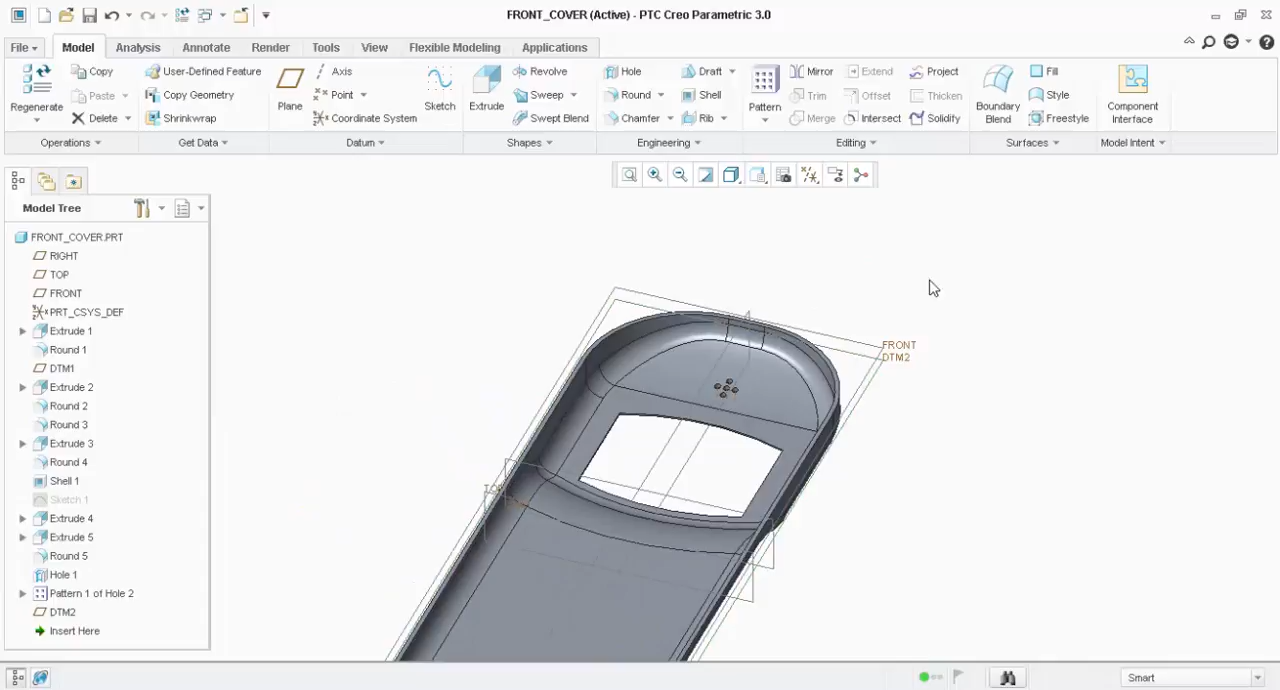 FRONT_COVER (Active) - PTC Creo Parametric 3.0
File Model Analysis Annotate Render Tools View Flexible Modeling Applications
Regenerate Copy Paste Delete
User-Defined Feature Copy Geometry Shrinkwrap
Plane Axis Point Coordinate System Sketch
Extrude Revolve Sweep Swept Blend
Hole Round Chamfer Draft Shell Rib
Pattern Mirror Trim Merge Extend Offset Intersect Project Thicken Solidify
Boundary Blend Fill Style Freestyle
Component Interface
Operations Get Data Datum Shapes Engineering Editing Surfaces Model Intent
Model Tree
FRONT_COVER.PRT
RIGHT
TOP
FRONT
PRT_CSYS_DEF
Extrude 1
Round 1
DTM1
Extrude 2
Round 2
Round 3
Extrude 3
Round 4
Shell 1
Sketch 1
Extrude 4
Extrude 5
Round 5
Hole 1
Pattern 1 of Hole 2
DTM2
Insert Here
FRONT
DTM2
Smart